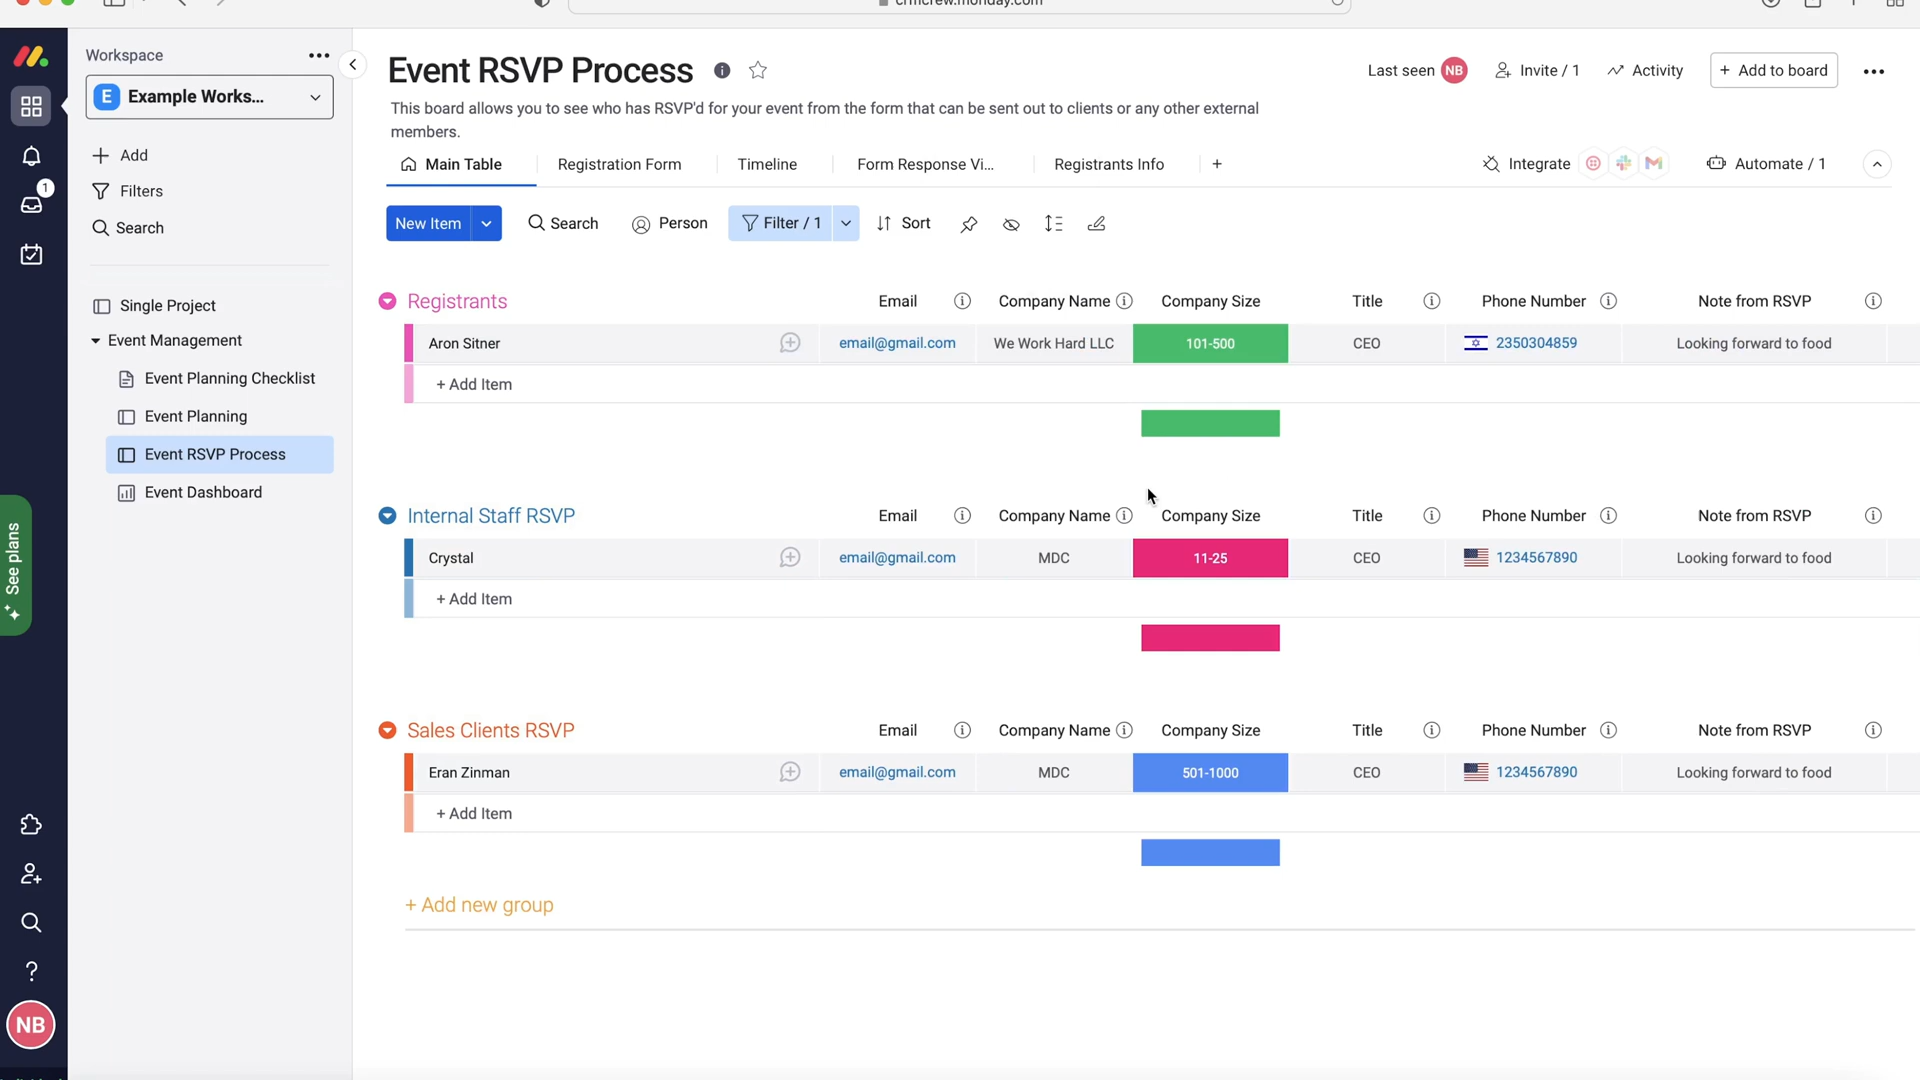 crmcrew.monday.com
Workspace
E Example Works...
Add
Filters
Search
Single Project
Event Management
Event Planning Checklist
Event Planning
Event RSVP Process
Event Dashboard
1
See plans
NB
Event RSVP Process
Last seen NB
Invite / 1
Activity
+ Add to board
This board allows you to see who has RSVP'd for your event from the form that can be sent out to clients or any other external
members.
Main Table
Registration Form
Timeline
Form Response Vi...
Registrants Info
+
Integrate
Automate / 1
New Item
Search
Person
Filter / 1
Sort
Registrants Email Company Name Company Size Title Phone Number Note from RSVP
Aron Sitner email@gmail.com We Work Hard LLC 101-500 CEO 2350304859 Looking forward to food
+ Add Item
Internal Staff RSVP Email Company Name Company Size Title Phone Number Note from RSVP
Crystal email@gmail.com MDC 11-25 CEO 1234567890 Looking forward to food
+ Add Item
Sales Clients RSVP Email Company Name Company Size Title Phone Number Note from RSVP
Eran Zinman email@gmail.com MDC 501-1000 CEO 1234567890 Looking forward to food
+ Add Item
+ Add new group